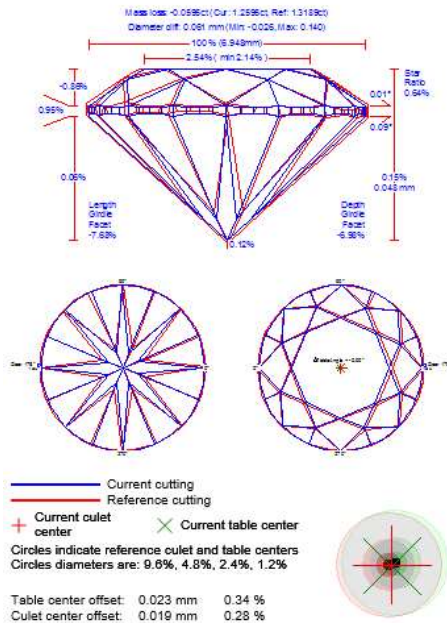 Mass loss: -0.0595ct (Cur: 1.2595ct, Ref: 1.3189ct)
Diameter diff: 0.061 mm (Min: -0.026, Max: 0.140)
100% (6.948mm)
2.54% ( min 2.14%)
-0.86%
0.01°
Star
Ratio
0.64%
0.95%
0.09°
0.06%
0.15%
0.048 mm
Length
Girdle
Facet
-7.68%
Depth
Girdle
Facet
-6.98%
0.12%
Current cutting
Reference cutting
Current culet
center
Current table center
Circles indicate reference culet and table centers
Circles diameters are: 9.6%, 4.8%, 2.4%, 1.2%
Table center offset: 0.023 mm 0.34 %
Culet center offset: 0.019 mm 0.28 %